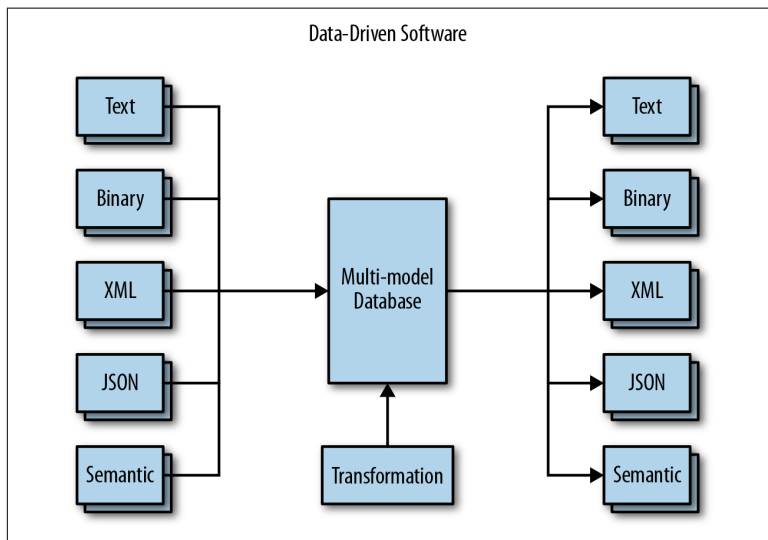 Data-Driven Software
Text
Binary
XML
JSON
Semantic
Multi-model
Database
Transformation
Text
Binary
XML
JSON
Semantic